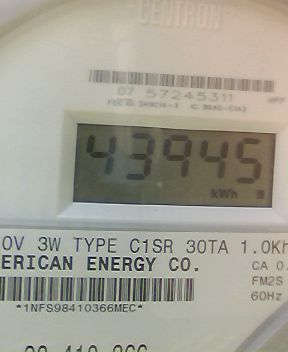 CENTRON
07 57245311
43945
kWh
0V 3W TYPE C1SR 30TA 1.0Kh
ERICAN ENERGY CO.
CA 0.
FM2S
60Hz
*1NFS98410366MEC*